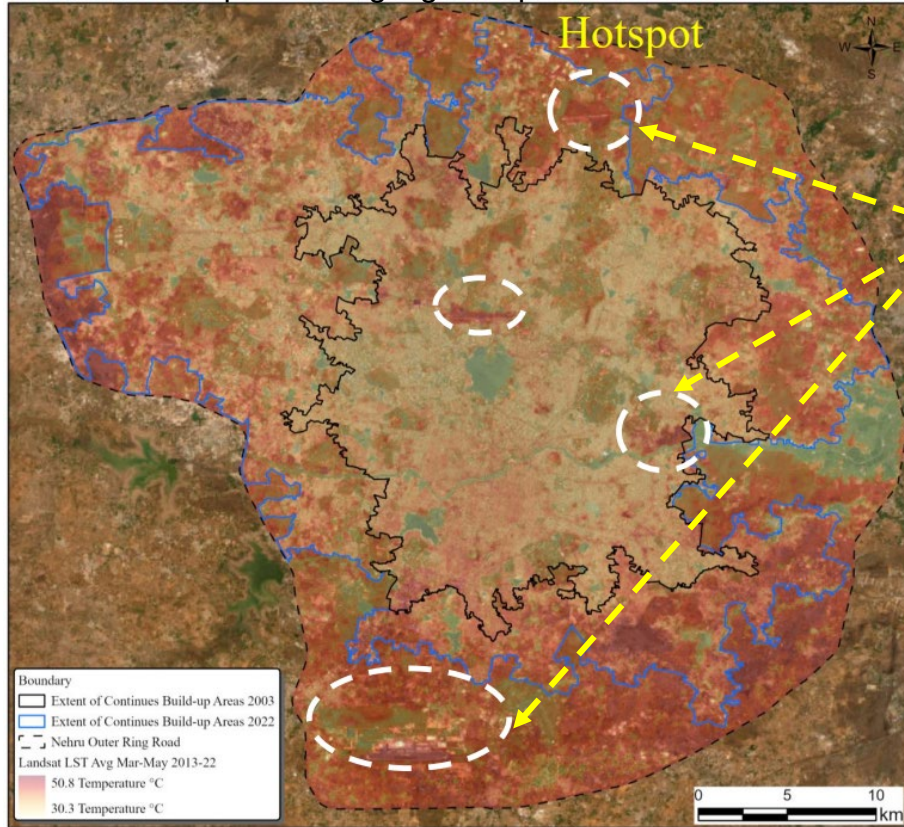 Hotspot
N
W E
S
Boundary
Extent of Continues Build-up Areas 2003
Extent of Continues Build-up Areas 2022
Nehru Outer Ring Road
Landsat LST Avg Mar-May 2013-22
50.8 Temperature °C
30.3 Temperature °C
0 5 10
km